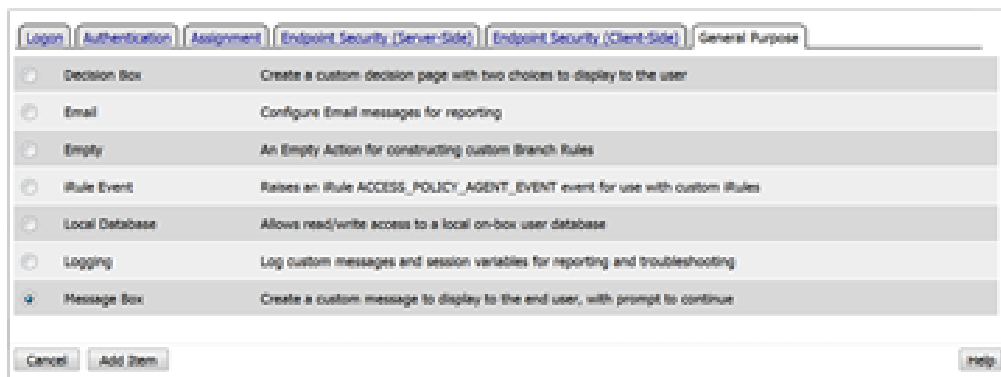 Logon Authentication Assignment Endpoint Security (Server-Side) Endpoint Security (Client-Side) General Purpose
Decision Box Create a custom decision page with two choices to display to the user
Email Configure Email messages for reporting
Empty An Empty Action for constructing custom Branch Rules
iRule Event Raises an iRule ACCESS_POLICY_AGENT_EVENT event for use with custom iRules
Local Database Allows read/write access to a local on-box user database
Logging Log custom messages and session variables for reporting and troubleshooting
Message Box Create a custom message to display to the end user, with prompt to continue
Cancel Add Item Help